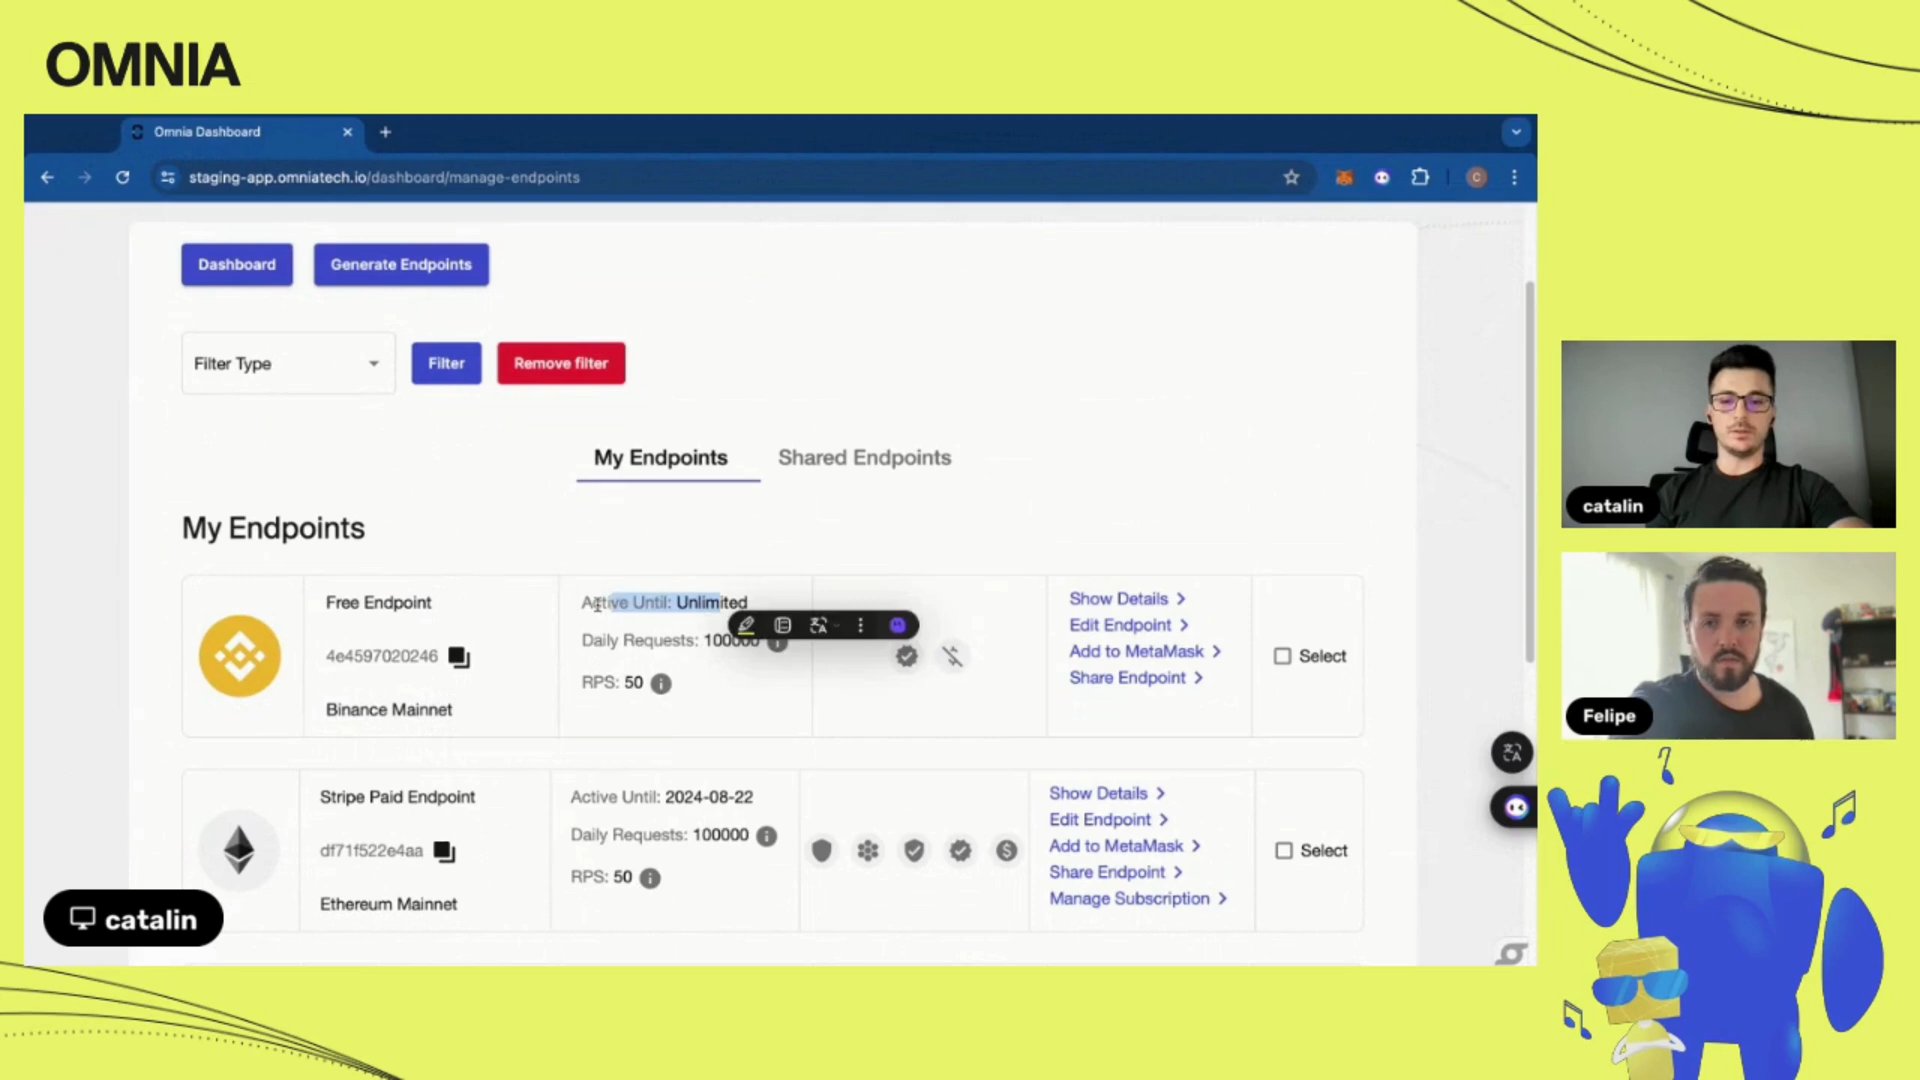 OMNIA
Omnia Dashboard
staging-app.omniatech.io/dashboard/manage-endpoints
C
Dashboard
Generate Endpoints
Filter Type
Filter
Remove filter
My Endpoints
Shared Endpoints
My Endpoints
Free Endpoint
4e4597020246
Binance Mainnet
Active Until: Unlimited
Daily Requests: 100000
RPS: 50
Show Details
Edit Endpoint
Add to MetaMask
Share Endpoint
Select
Stripe Paid Endpoint
df71f522e4aa
Ethereum Mainnet
Active Until: 2024-08-22
Daily Requests: 100000
RPS: 50
Show Details
Edit Endpoint
Add to MetaMask
Share Endpoint
Manage Subscription
Select
catalin
catalin
Felipe